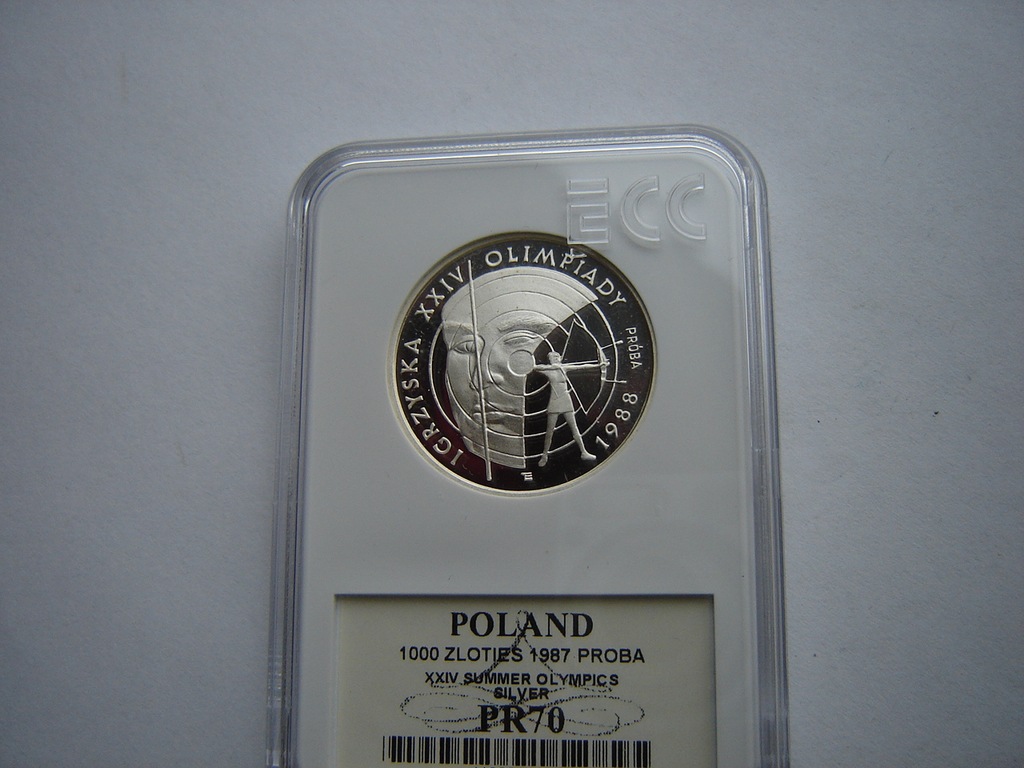 ECC
IGRZYSKA XXIV OLIMPIADY 1988
PRÓBA
POLAND
1000 ZLOTIES 1987 PROBA
XXIV SUMMER OLYMPICS
SILVER
PR70